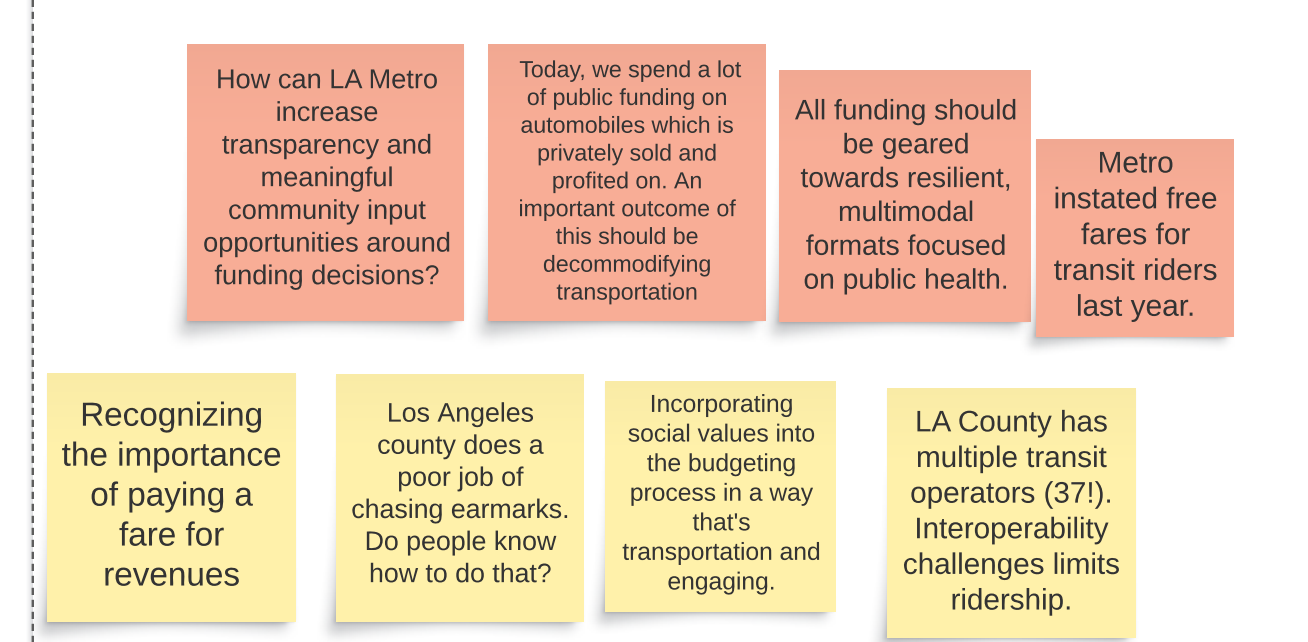 How can LA Metro
increase
transparency and
meaningful
community input
opportunities around
funding decisions?
Today, we spend a lot
of public funding on
automobiles which is
privately sold and
profited on. An
important outcome of
this should be
decommodifying
transportation
All funding should
be geared
towards resilient,
multimodal
formats focused
on public health.
Metro
instated free
fares for
transit riders
last year.
Recognizing
the importance
of paying a
fare for
revenues
Los Angeles
county does a
poor job of
chasing earmarks.
Do people know
how to do that?
Incorporating
social values into
the budgeting
process in a way
that's
transportation and
engaging.
LA County has
multiple transit
operators (37!).
Interoperability
challenges limits
ridership.